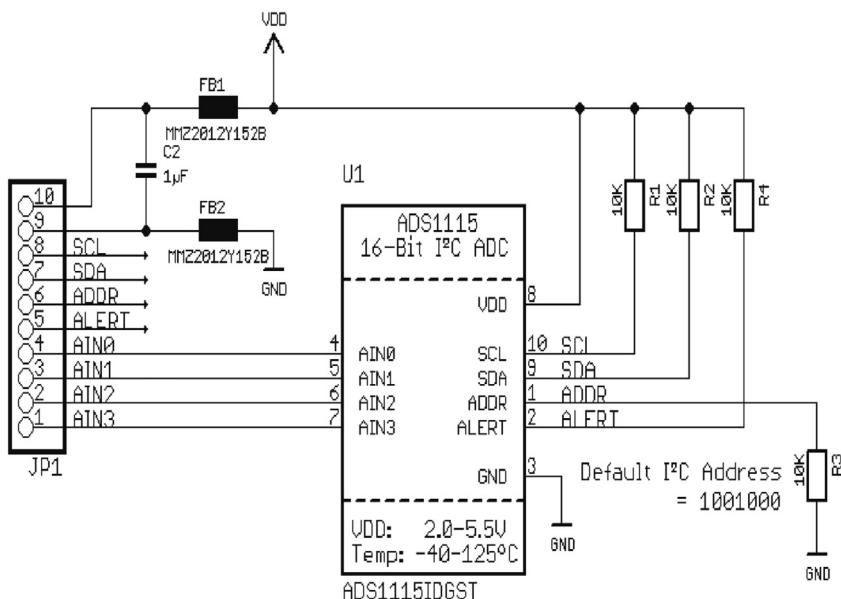 VDD
FB1
MMZ2012Y152B
C2
1µF
FB2
MMZ2012Y152B
GND
10
9
8 SCL
7 SDA
6 ADDR
5 ALERT
4 AIN0
3 AIN1
2 AIN2
1 AIN3
JP1
U1
ADS1115
16-Bit I²C ADC
VDD 8
4 AIN0 SCL 10 SCL
5 AIN1 SDA 9 SDA
6 AIN2 ADDR 1 ADDR
7 AIN3 ALERT 2 ALERT
GND 3
VDD: 2.0-5.5V
Temp: -40-125°C
ADS1115IDGST
GND
10K R1
10K R2
10K R4
Default I²C Address
= 1001000
10K R3
GND